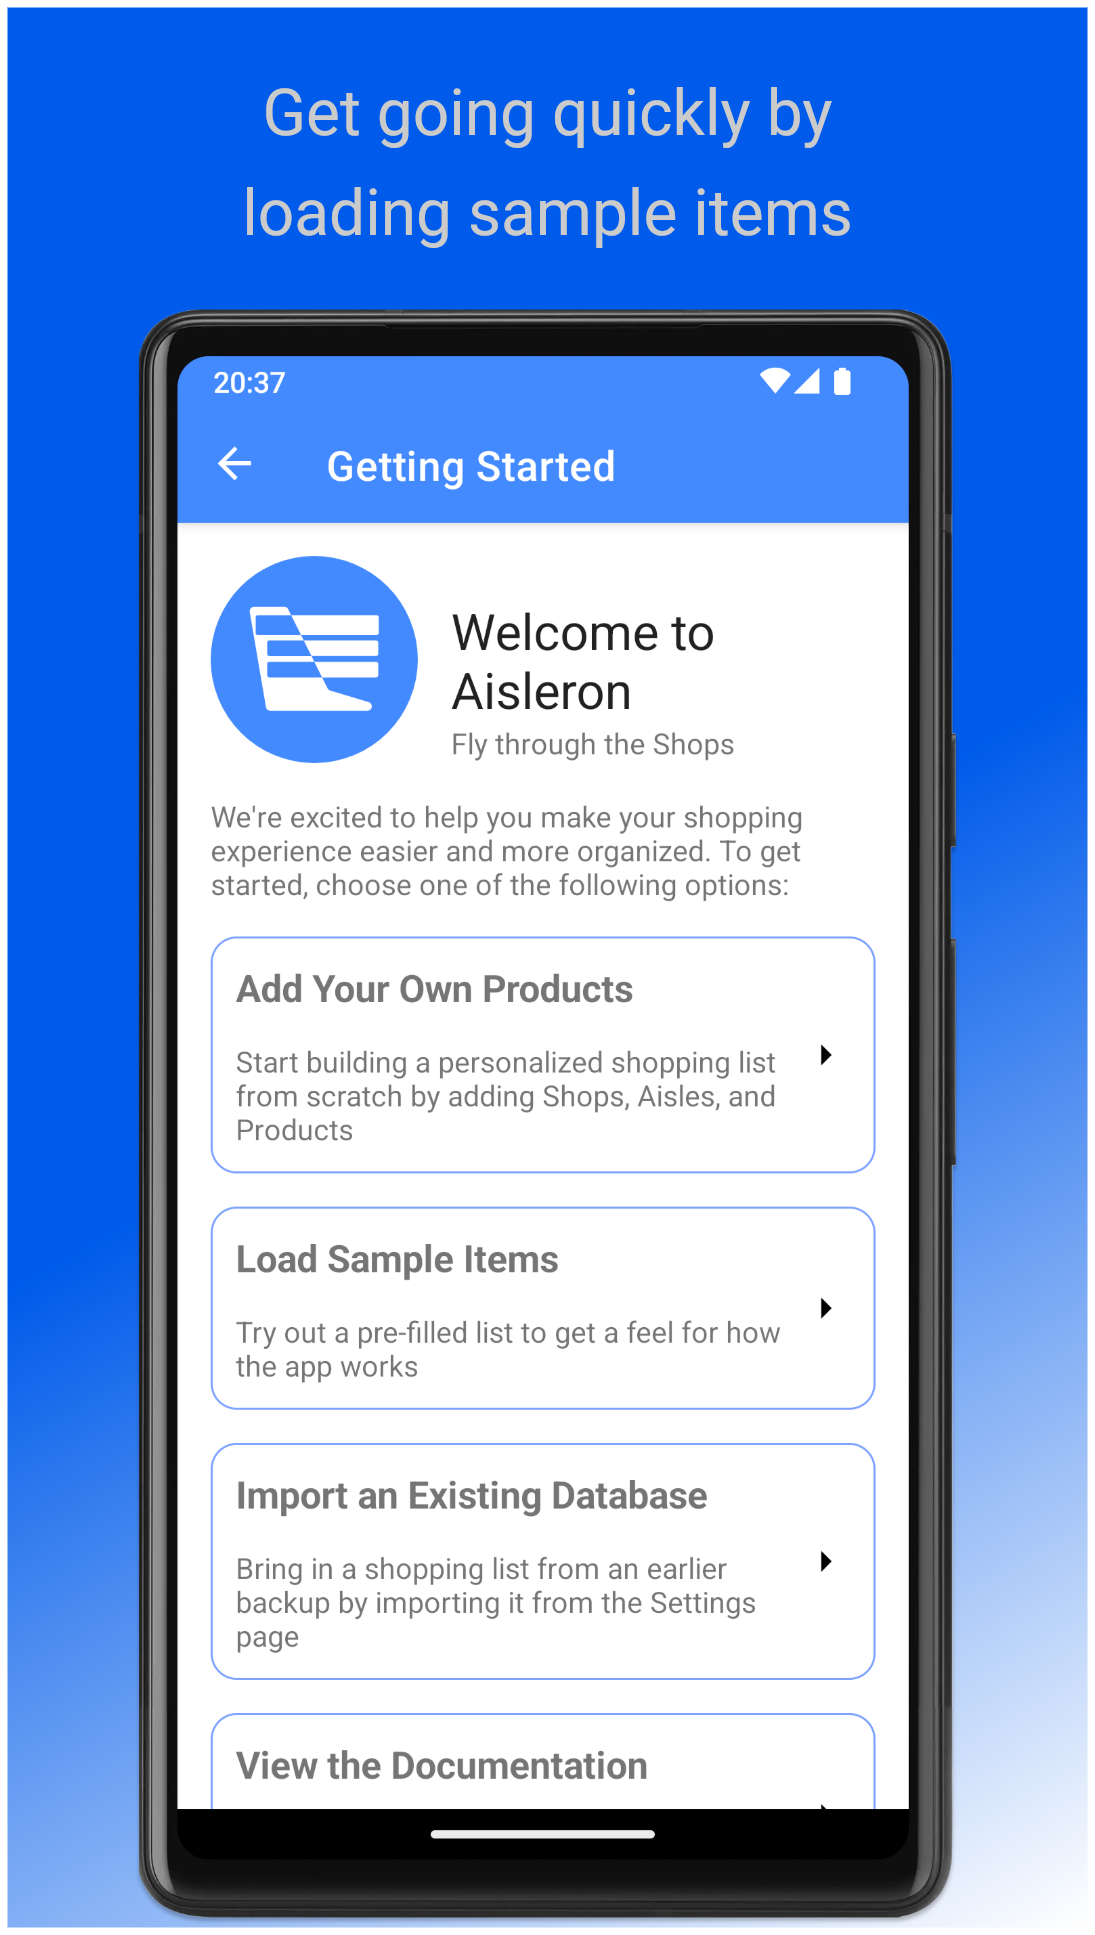 Get going quickly by
loading sample items
20:37
Getting Started
Welcome to
Aisleron
Fly through the Shops
We're excited to help you make your shopping
experience easier and more organized. To get
started, choose one of the following options:
Add Your Own Products
Start building a personalized shopping list
from scratch by adding Shops, Aisles, and
Products
Load Sample Items
Try out a pre-filled list to get a feel for how
the app works
Import an Existing Database
Bring in a shopping list from an earlier
backup by importing it from the Settings
page
View the Documentation